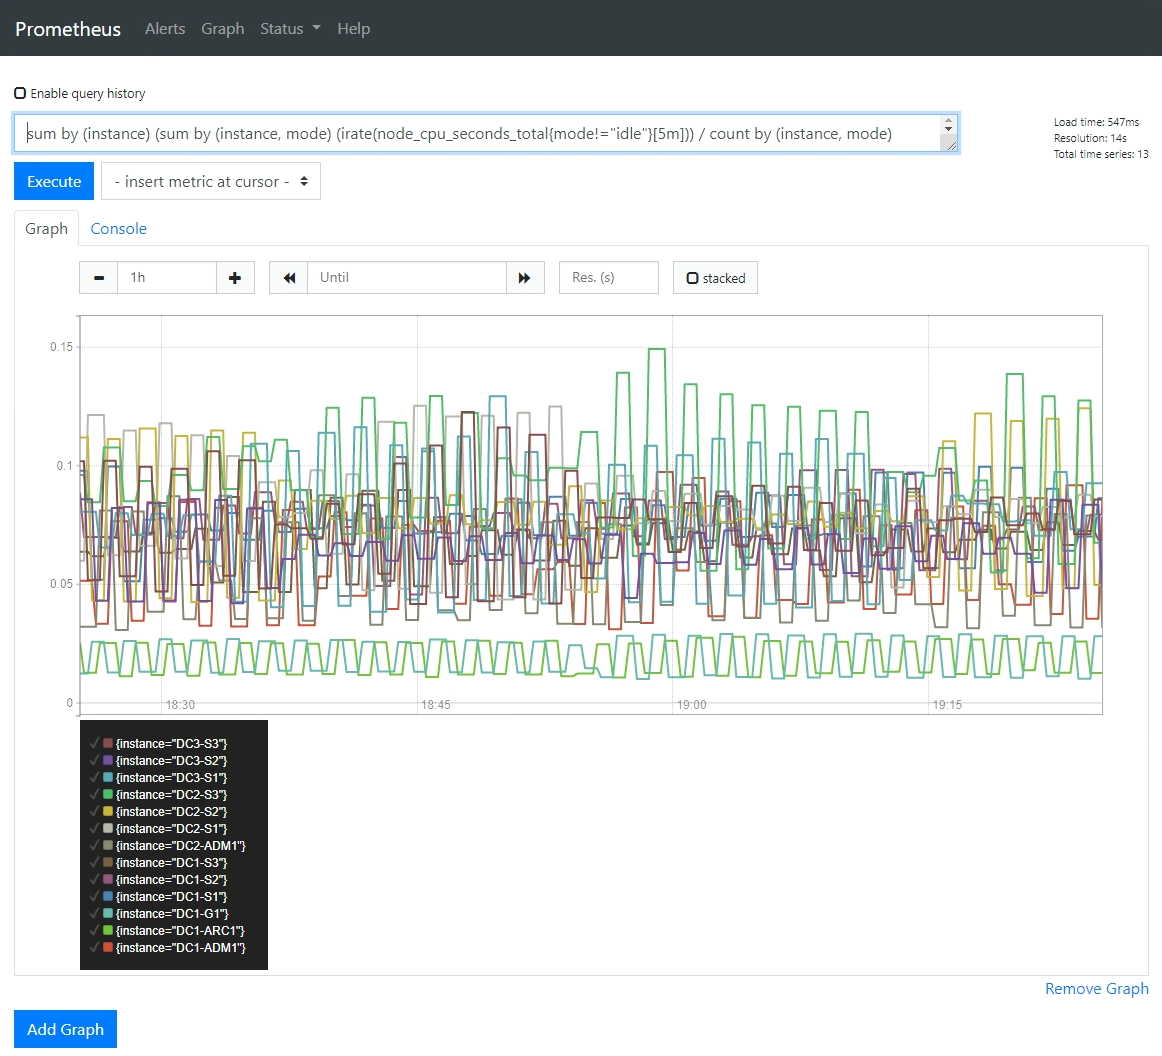 Prometheus Alerts Graph Status Help
Enable query history
sum by (instance) (sum by (instance, mode) (irate(node_cpu_seconds_total{mode!="idle"}[5m])) / count by (instance, mode)
Load time: 547ms
Resolution: 14s
Total time series: 13
Execute - insert metric at cursor -
Graph Console
1h Until Res. (s) stacked
0.15
0.1
0.05
0
18:30 18:45 19:00 19:15
{instance="DC3-S3"}
{instance="DC3-S2"}
{instance="DC3-S1"}
{instance="DC2-S3"}
{instance="DC2-S2"}
{instance="DC2-S1"}
{instance="DC2-ADM1"}
{instance="DC1-S3"}
{instance="DC1-S2"}
{instance="DC1-S1"}
{instance="DC1-G1"}
{instance="DC1-ARC1"}
{instance="DC1-ADM1"}
Remove Graph
Add Graph